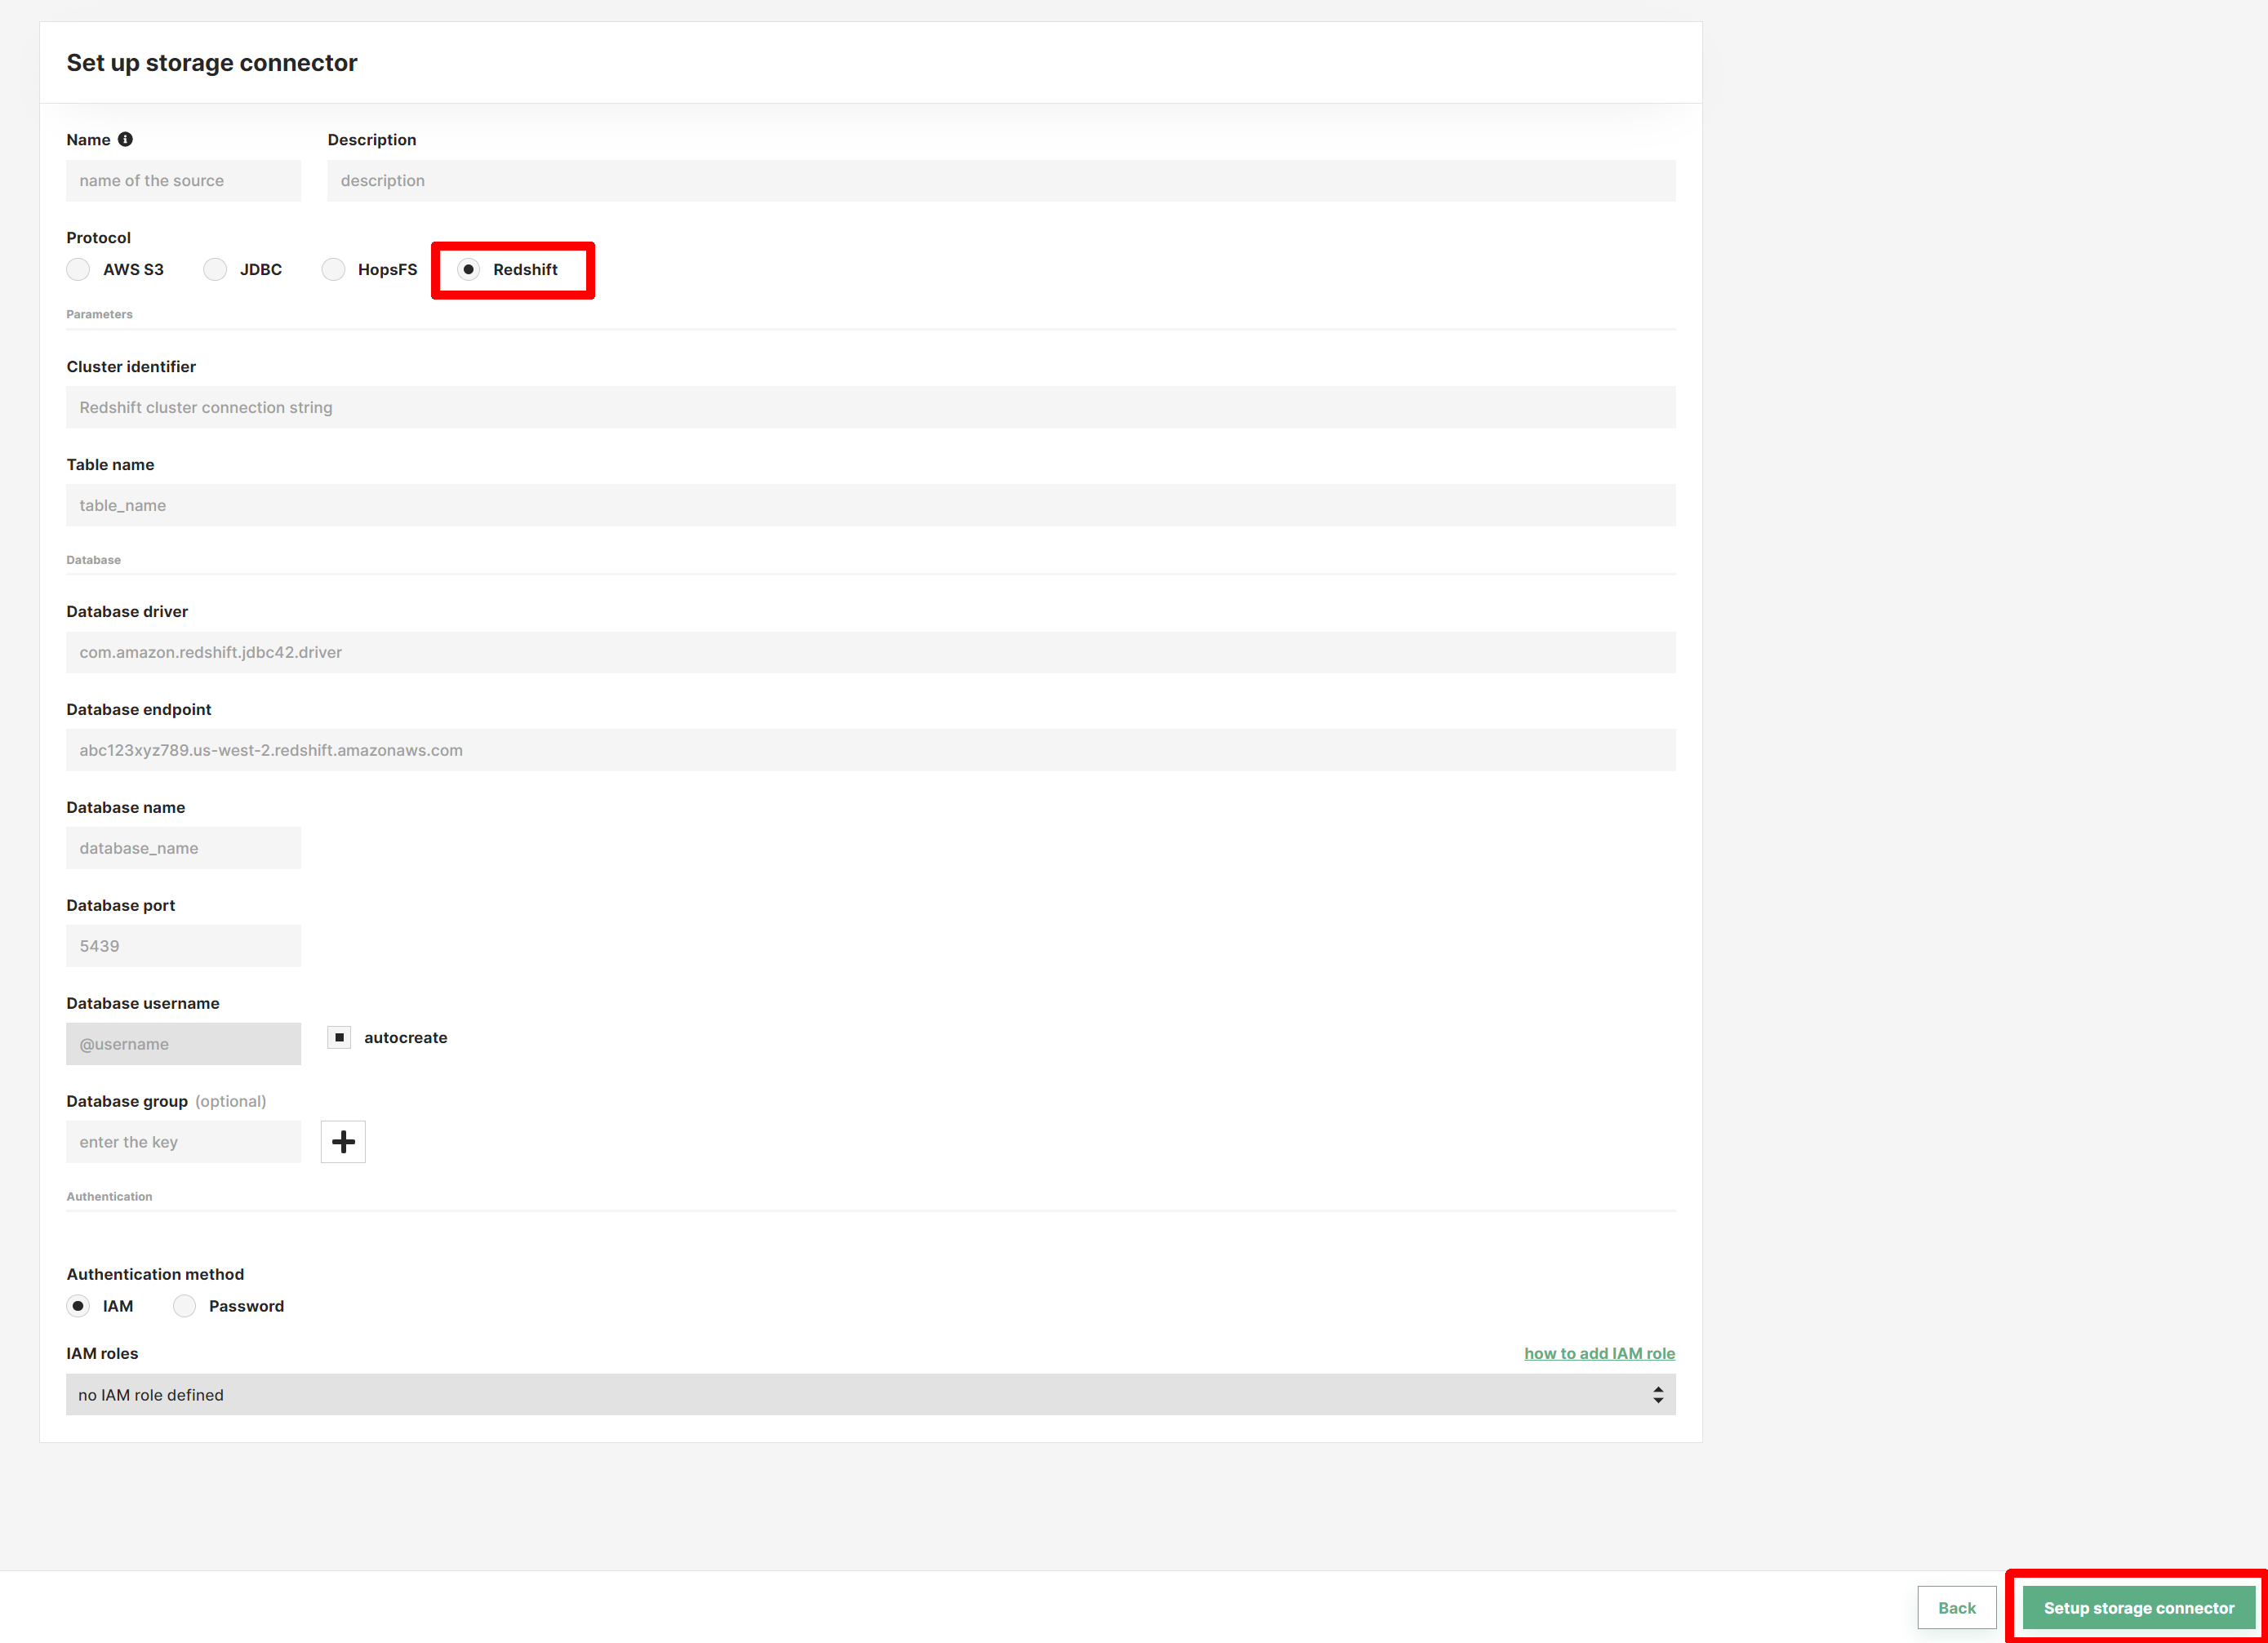 Set up storage connector
Name Description
name of the source description
Protocol
AWS S3 JDBC HopsFS Redshift
Parameters
Cluster identifier
Redshift cluster connection string
Table name
table_name
Database
Database driver
com.amazon.redshift.jdbc42.driver
Database endpoint
abc123xyz789.us-west-2.redshift.amazonaws.com
Database name
database_name
Database port
5439
Database username
@username autocreate
Database group (optional)
enter the key
Authentication
Authentication method
IAM Password
IAM roles how to add IAM role
no IAM role defined
Back Setup storage connector